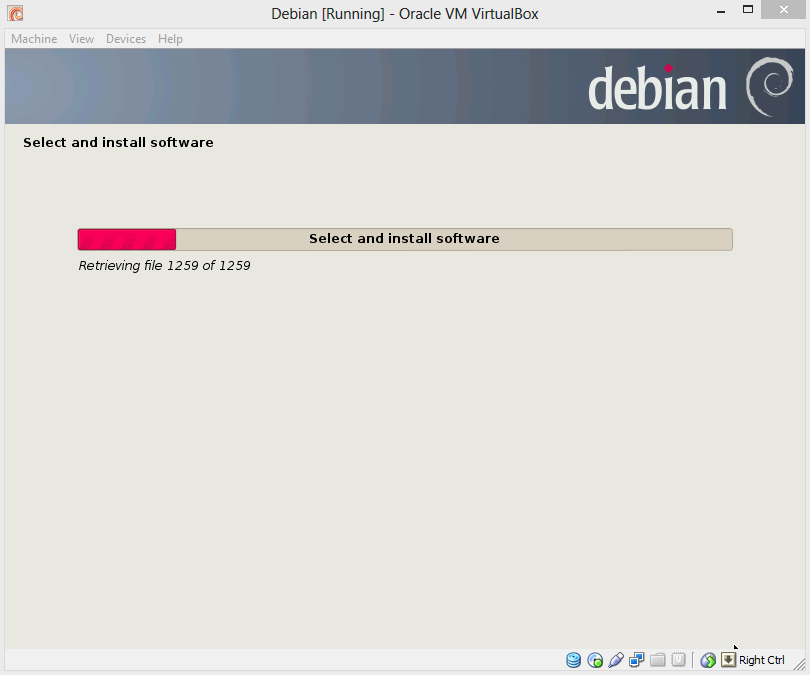 Debian [Running] - Oracle VM VirtualBox
Machine View Devices Help
debian
Select and install software
Select and install software
Retrieving file 1259 of 1259
Right Ctrl